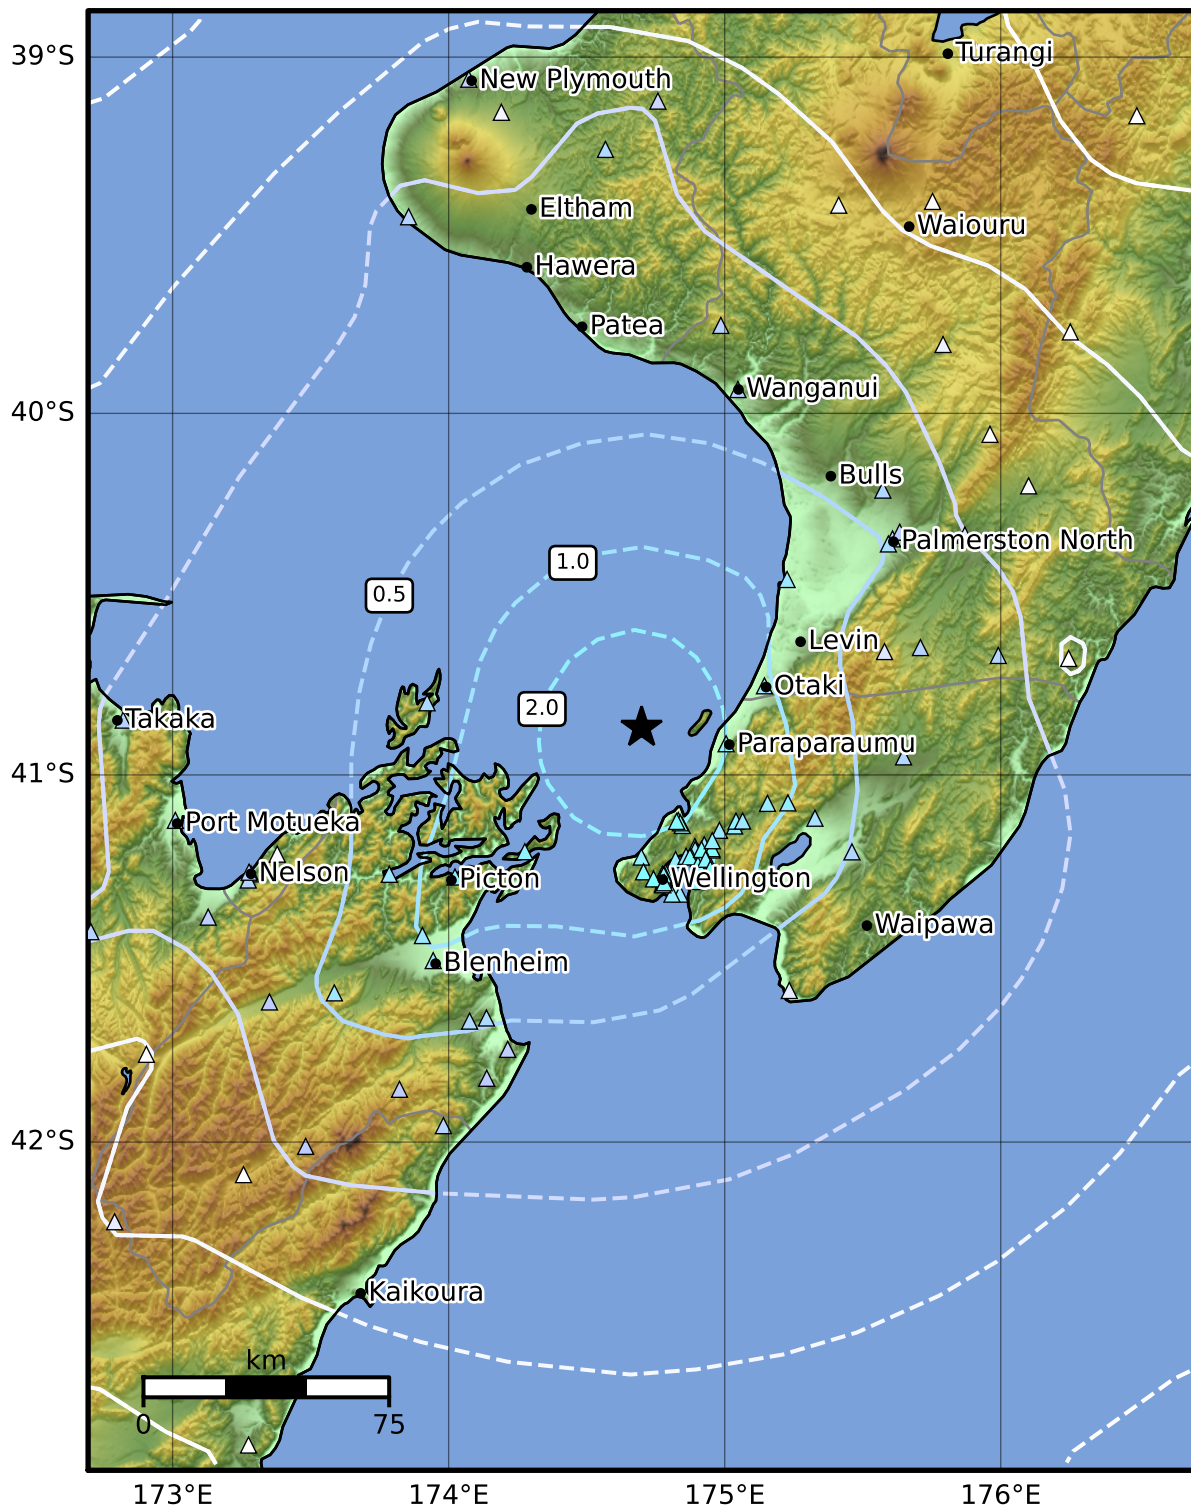 39°S
Turangi
New Plymouth
Eltham
Waiouru
Hawera
Patea
Wanganui
40°S
Bulls
Palmerston North
1.0
0.5
Levin
Otaki
2.0
Takaka
Paraparaumu
41°S
Port Motueka
Nelson
Picton
Wellington
Waipawa
Blenheim
42°S
Kaikoura
km
0
75
173°E
174°E
175°E
176°E